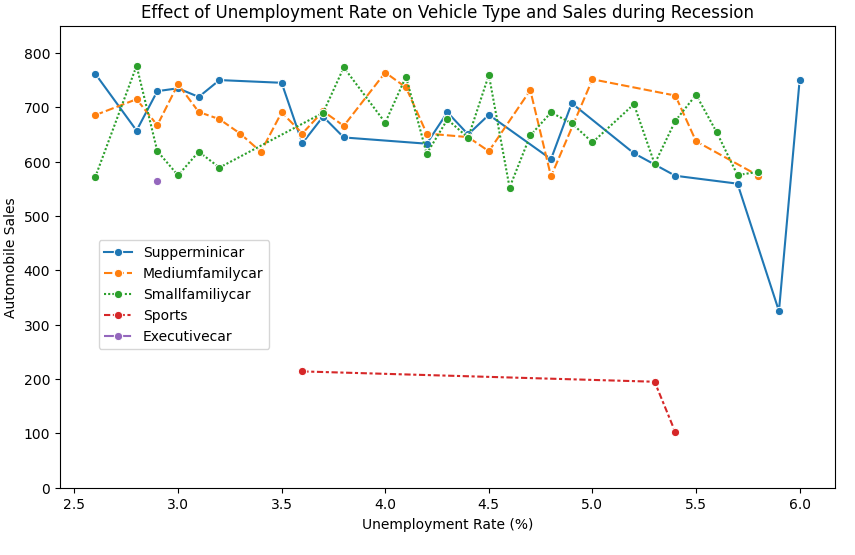 Effect of Unemployment Rate on Vehicle Type and Sales during Recession
Automobile Sales
800
700
600
500
400
300
200
100
0
Supperminicar
Mediumfamilycar
Smallfamiliycar
Sports
Executivecar
2.5 3.0 3.5 4.0 4.5 5.0 5.5 6.0
Unemployment Rate (%)